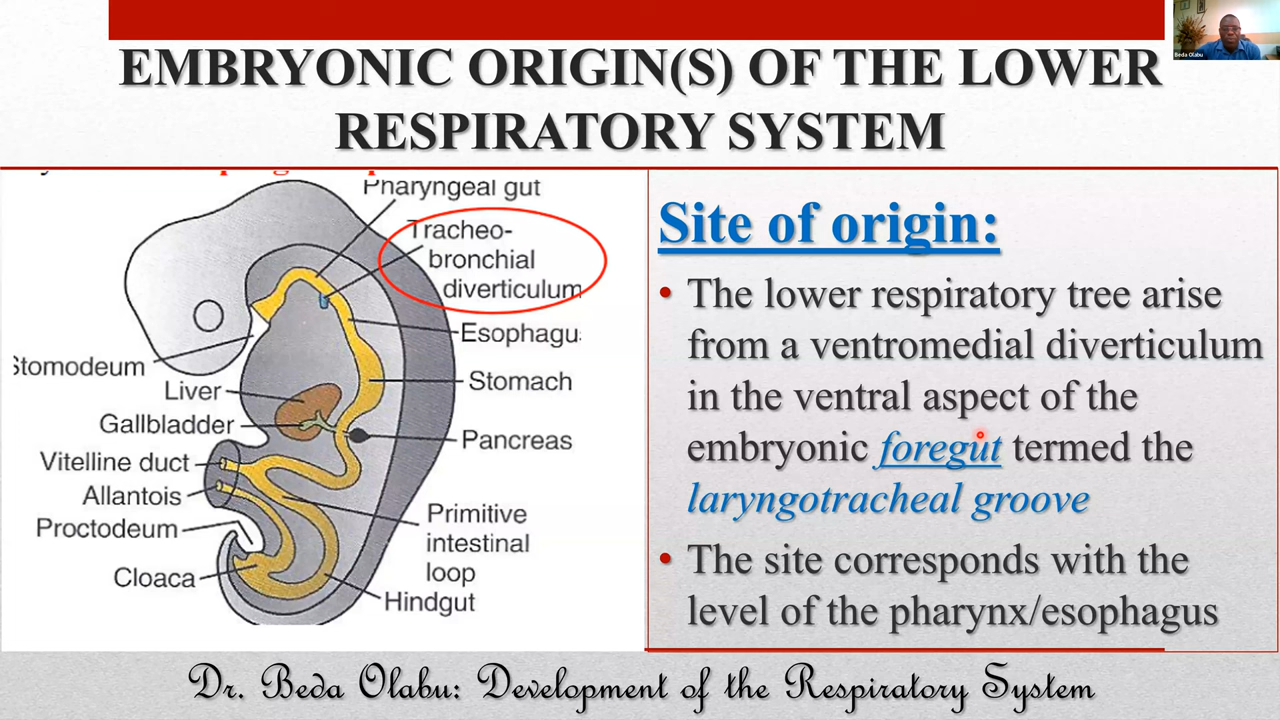 Beda Olabu
EMBRYONIC ORIGIN(S) OF THE LOWER
RESPIRATORY SYSTEM
Pharyngeal gut
Tracheo-
bronchial
diverticulum
Esophagu
Stomach
Pancreas
Stomodeum
Liver
Gallbladder
Vitelline duct
Allantois
Proctodeum
Cloaca
Primitive
intestinal
loop
Hindgut
Site of origin:
• The lower respiratory tree arise
from a ventromedial diverticulum
in the ventral aspect of the
embryonic foregut termed the
laryngotracheal groove
• The site corresponds with the
level of the pharynx/esophagus
Dr. Beda Olabu: Development of the Respiratory System